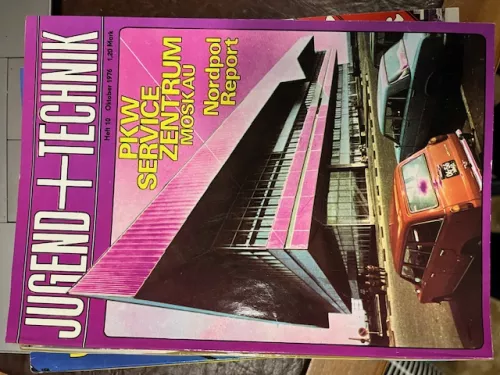 JUGEND+TECHNIK
Heft 10 Oktober 1976 1,20 Mark
PKW
SERVICE
ZENTRUM
MOSKAU
Nordpol
Report